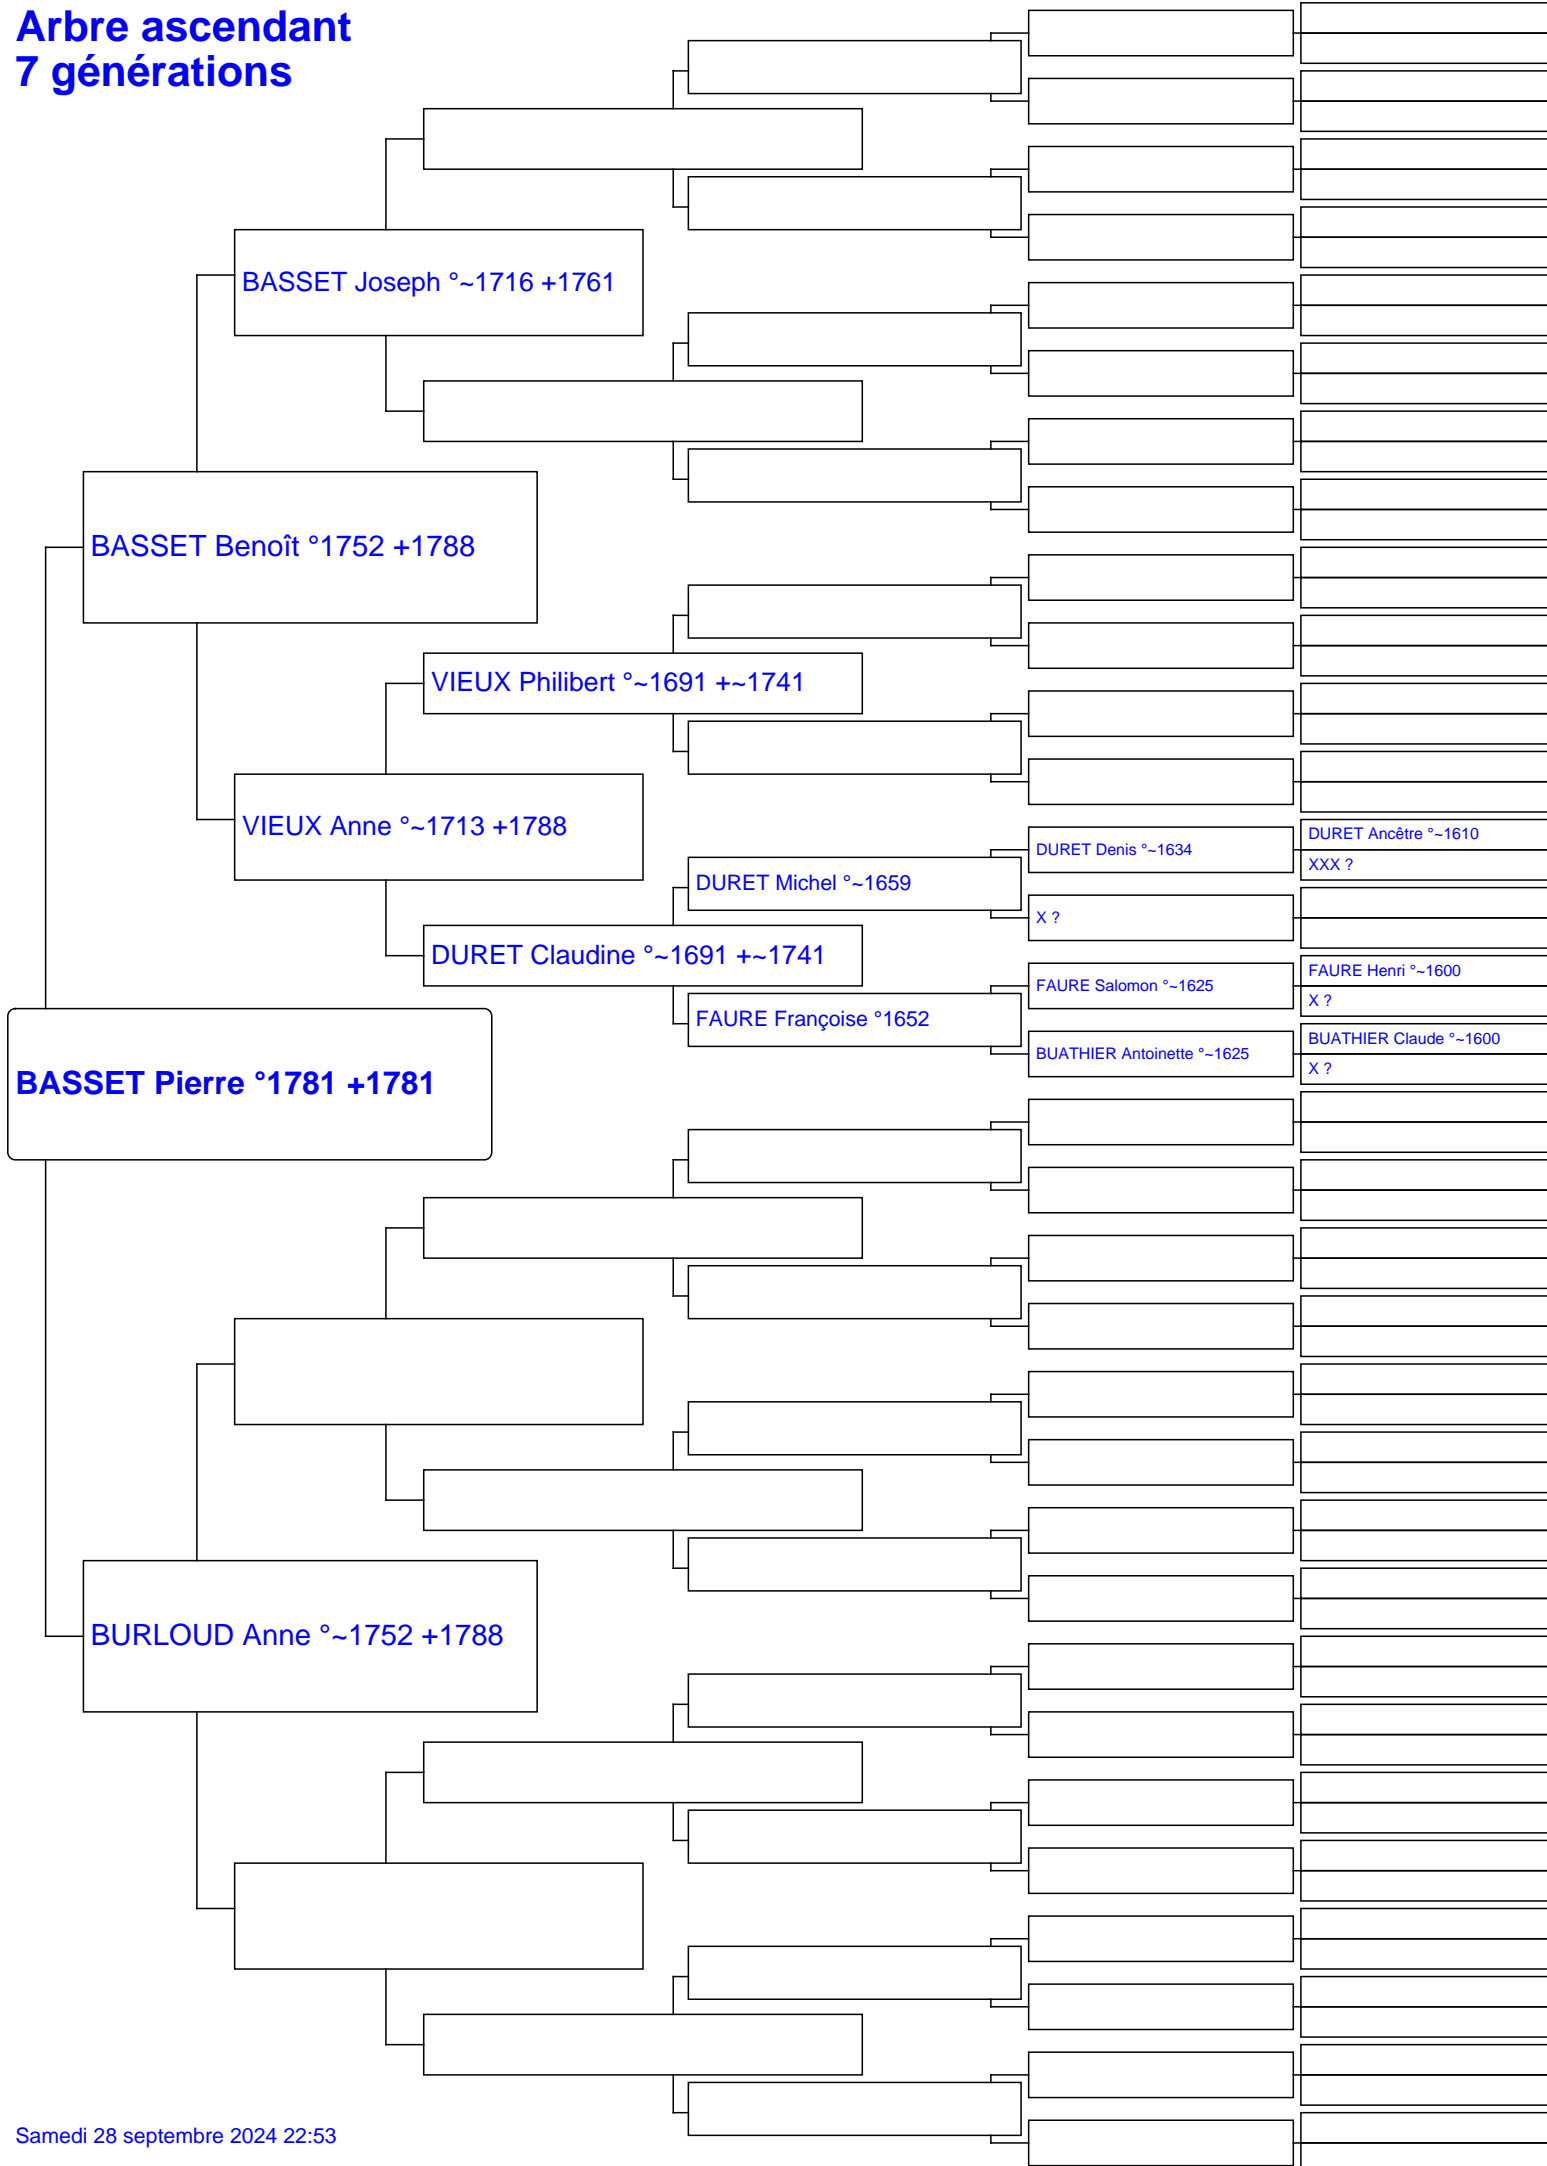 Arbre ascendant
7 générations
BASSET Joseph °~1716 +1761
BASSET Benoît °1752 +1788
VIEUX Philibert °~1691 +~1741
VIEUX Anne °~1713 +1788
DURET Ancêtre °~1610
DURET Denis °~1634
XXX ?
DURET Michel °~1659
X ?
DURET Claudine °~1691 +~1741
FAURE Henri °~1600
FAURE Salomon °~1625
X ?
FAURE Françoise °1652
BUATHIER Claude °~1600
BUATHIER Antoinette °~1625
X ?
BASSET Pierre °1781 +1781
BURLOUD Anne °~1752 +1788
Samedi 28 septembre 2024 22:53